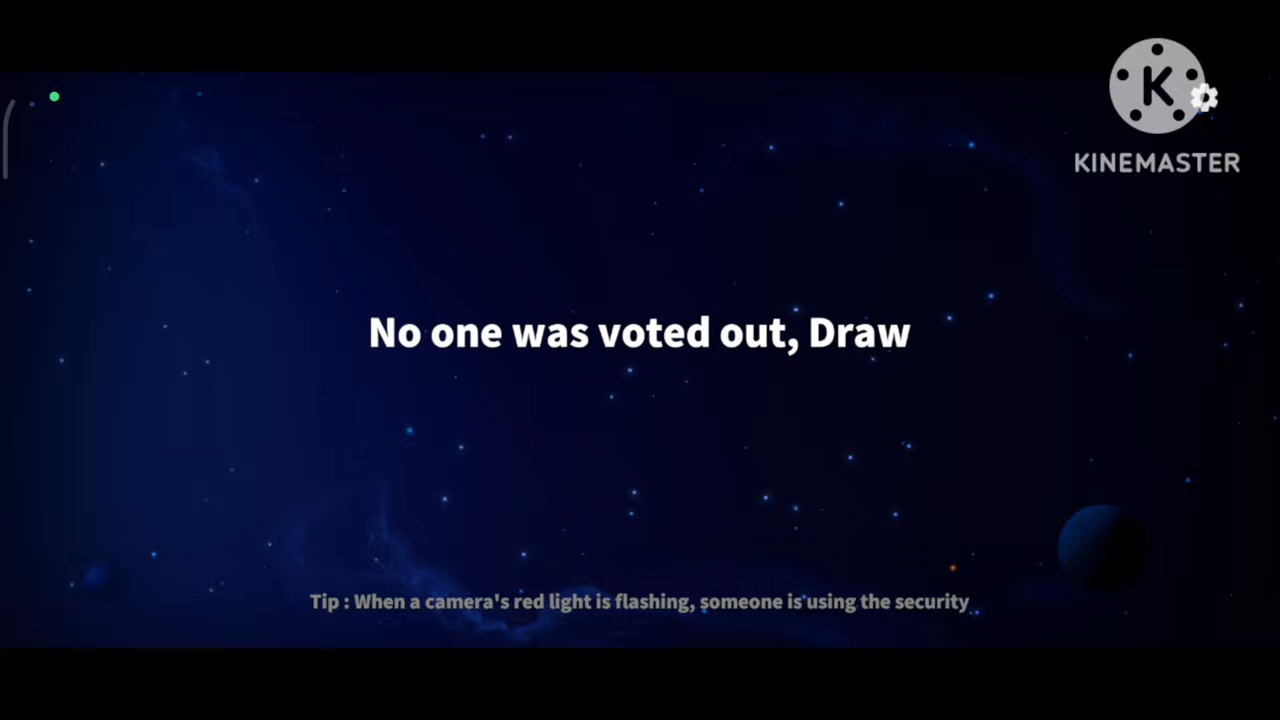 K
KINEMASTER
No one was voted out, Draw
Tip : When a camera's red light is flashing, someone is using the security